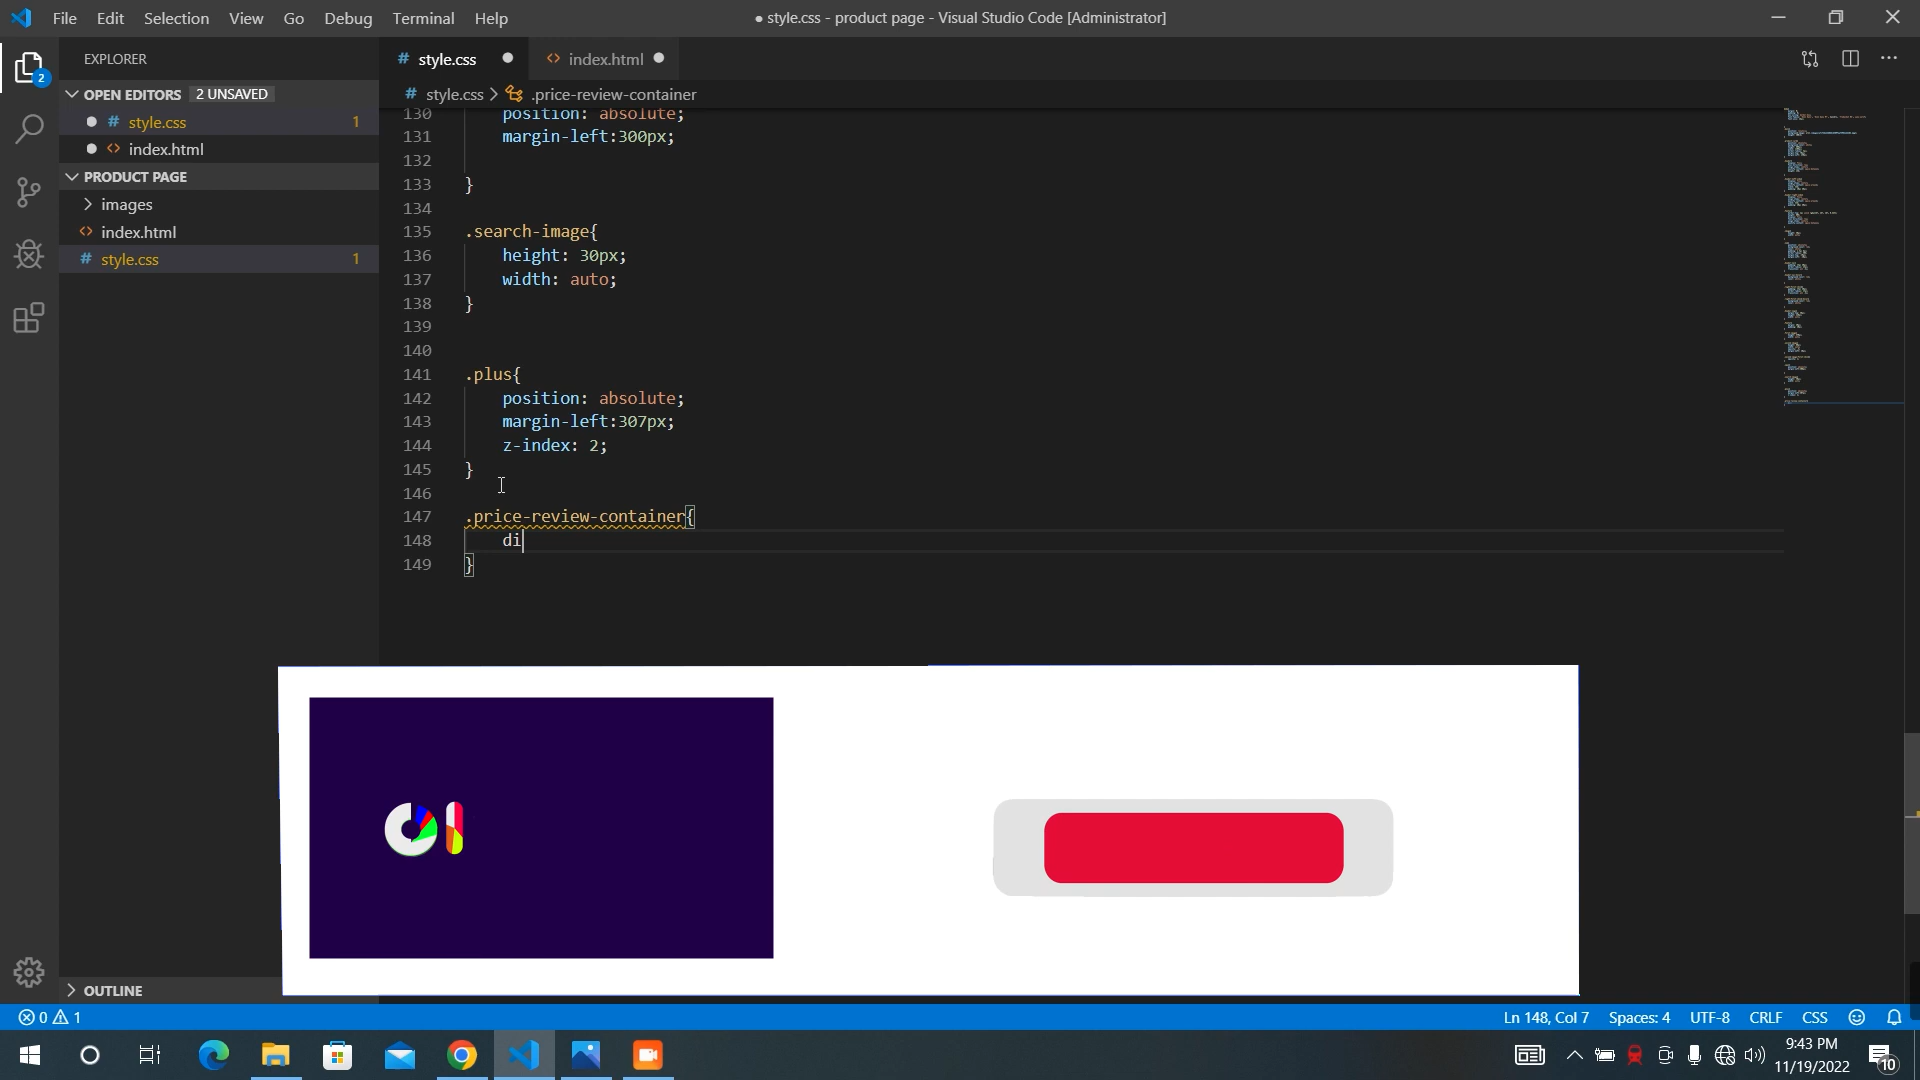 File Edit Selection View Go Debug Terminal Help
● style.css - product page - Visual Studio Code [Administrator]
EXPLORER
# style.css
<> index.html
OPEN EDITORS 2 UNSAVED
# style.css > .price-review-container
# style.css 1
<> index.html
PRODUCT PAGE
images
<> index.html
# style.css 1
130 position: absolute;
131 margin-left:300px;
132
133 }
134
135 .search-image{
136 height: 30px;
137 width: auto;
138 }
139
140
141 .plus{
142 position: absolute;
143 margin-left:307px;
144 z-index: 2;
145 }
146
147 .price-review-container{
148 di
149 }
OUTLINE
0 1
Ln 148, Col 7 Spaces: 4 UTF-8 CRLF CSS
9:43 PM
11/19/2022
2
10